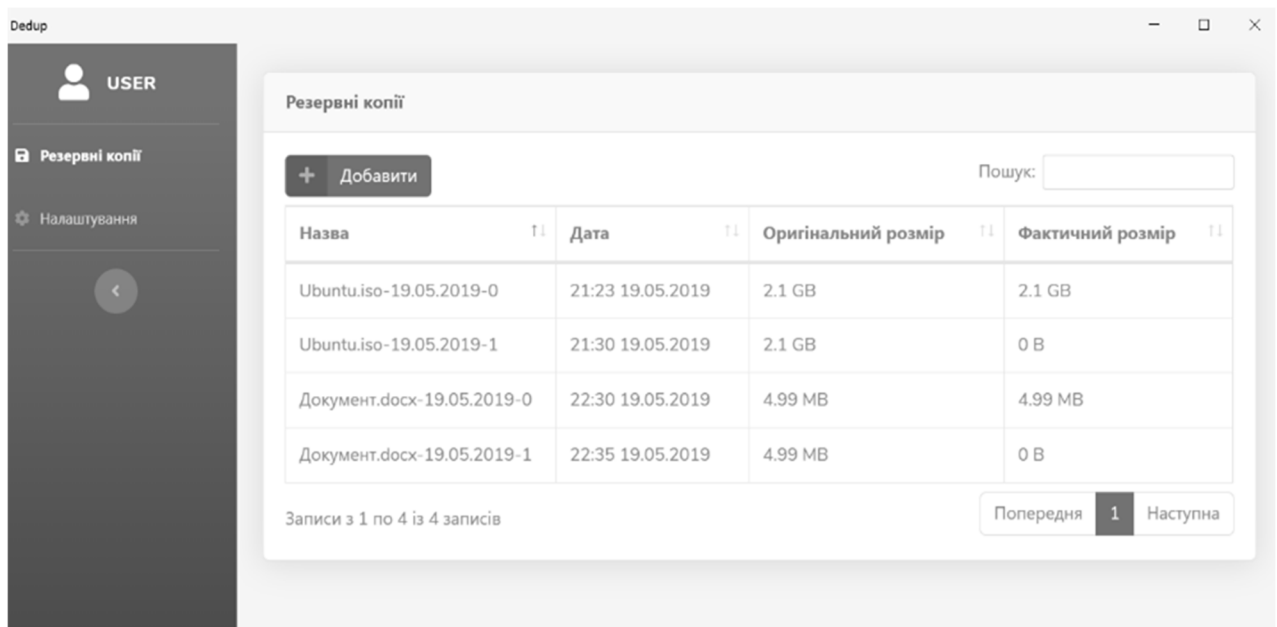 Dedup
USER
Резервні копії
Налаштування
Резервні копії
Добавити
Пошук:
Назва Дата Оригінальний розмір Фактичний розмір
Ubuntu.iso-19.05.2019-0 21:23 19.05.2019 2.1 GB 2.1 GB
Ubuntu.iso-19.05.2019-1 21:30 19.05.2019 2.1 GB 0 B
Документ.docx-19.05.2019-0 22:30 19.05.2019 4.99 MB 4.99 MB
Документ.docx-19.05.2019-1 22:35 19.05.2019 4.99 MB 0 B
Записи з 1 по 4 із 4 записів
Попередня 1 Наступна